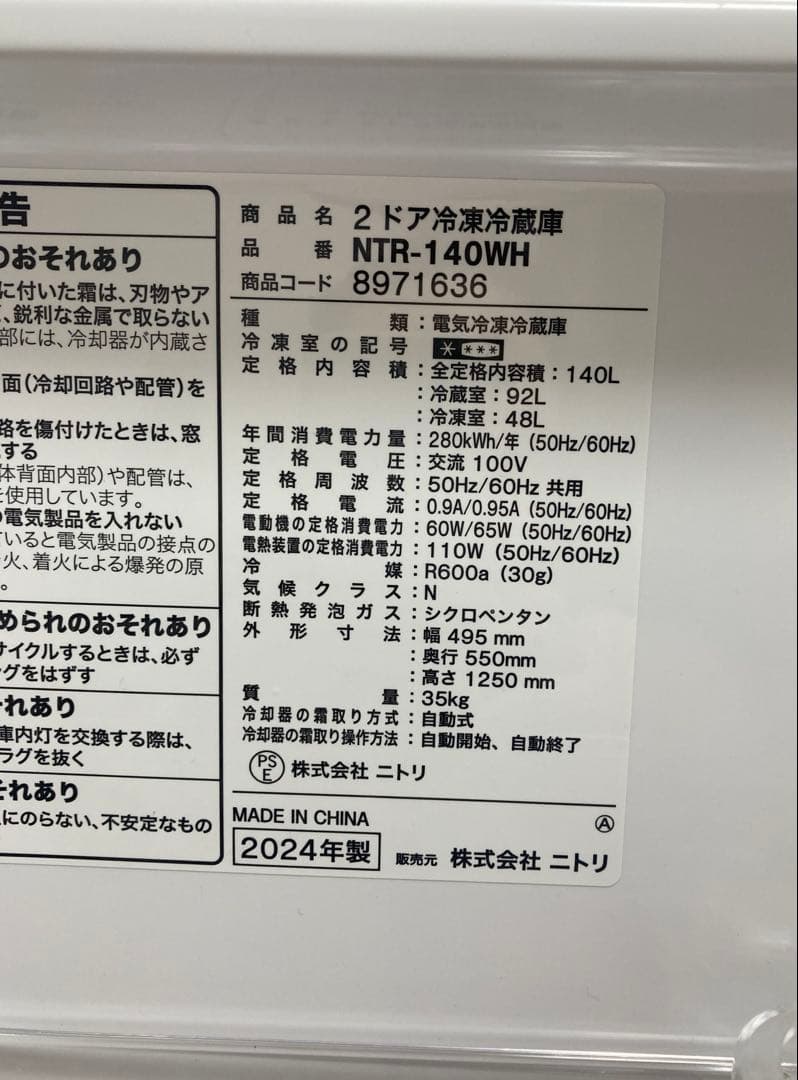 告
のおそれあり
に付いた霜は、刃物やア
、鋭利な金属で取らない
部には、冷却器が内蔵さ
面(冷却回路や配管)を
路を傷付けたときは、窓
する
体背面内部)や配管は、
を使用しています。
の電気製品を入れない
ていると電気製品の接点の
火、着火による爆発の原
。
められのおそれあり
サイクルするときは、必ず
グをはずす
それあり
庫内灯を交換する際は、
ラグを抜く
それあり
にのらない、不安定なもの
商品名 2ドア冷凍冷蔵庫
品番 NTR-140WH
商品コード 8971636
種類:電気冷凍冷蔵庫
冷凍室の記号 * ***
定格内容積:全定格内容積:140L
:冷蔵室:92L
:冷凍室:48L
年間消費電力量:280kWh/年 (50Hz/60Hz)
定格電圧:交流 100V
定格周波数:50Hz/60Hz 共用
定格電流:0.9A/0.95A (50Hz/60Hz)
電動機の定格消費電力:60W/65W (50Hz/60Hz)
電熱装置の定格消費電力:110W (50Hz/60Hz)
冷媒:R600a (30g)
気候クラス:N
断熱発泡ガス:シクロペンタン
外形寸法:幅 495 mm
:奥行 550mm
:高さ 1250 mm
質量:35kg
冷却器の霜取り方式:自動式
冷却器の霜取り操作方法:自動開始、自動終了
PSE 株式会社 ニトリ
MADE IN CHINA Ⓐ
2024年製 販売元 株式会社 ニトリ